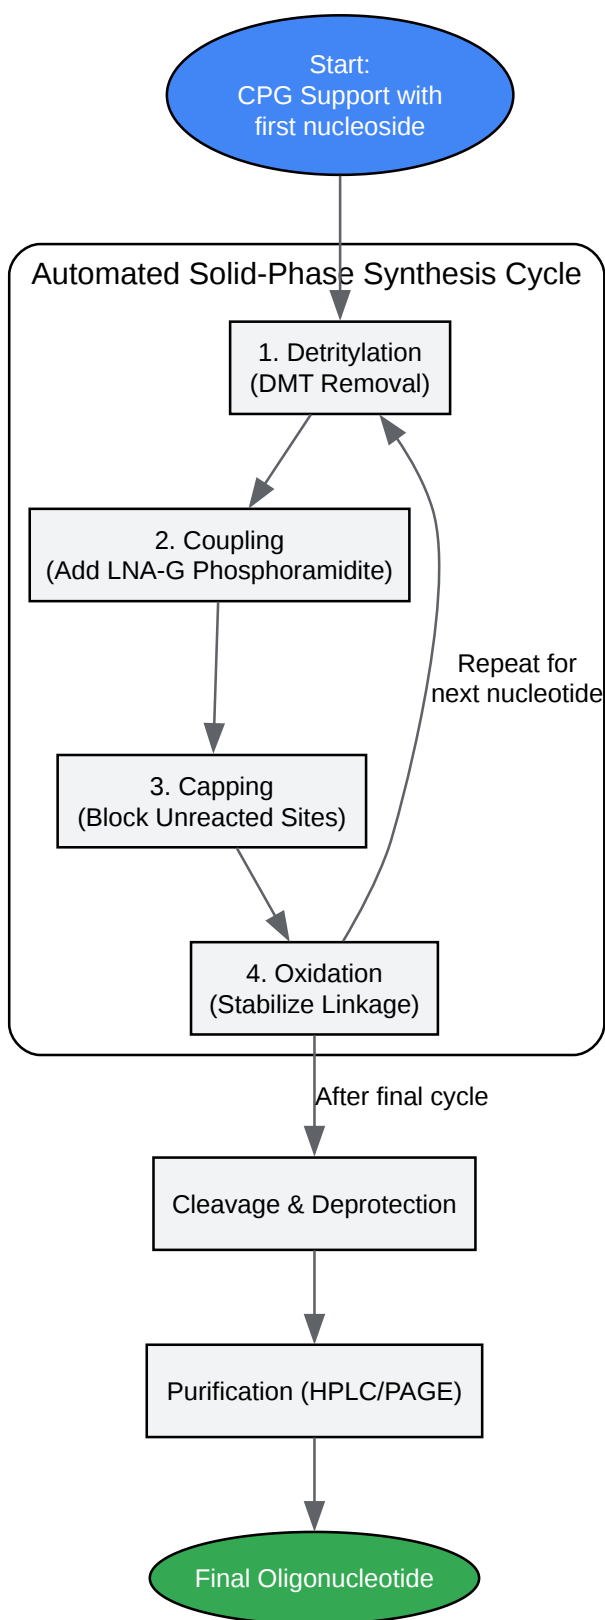 Start:
CPG Support with
first nucleoside
Automated Solid-Phase Synthesis Cycle
1. Detritylation
(DMT Removal)
2. Coupling
(Add LNA-G Phosphoramidite)
Repeat for
next nucleotide
3. Capping
(Block Unreacted Sites)
4. Oxidation
(Stabilize Linkage)
After final cycle
Cleavage & Deprotection
Purification (HPLC/PAGE)
Final Oligonucleotide